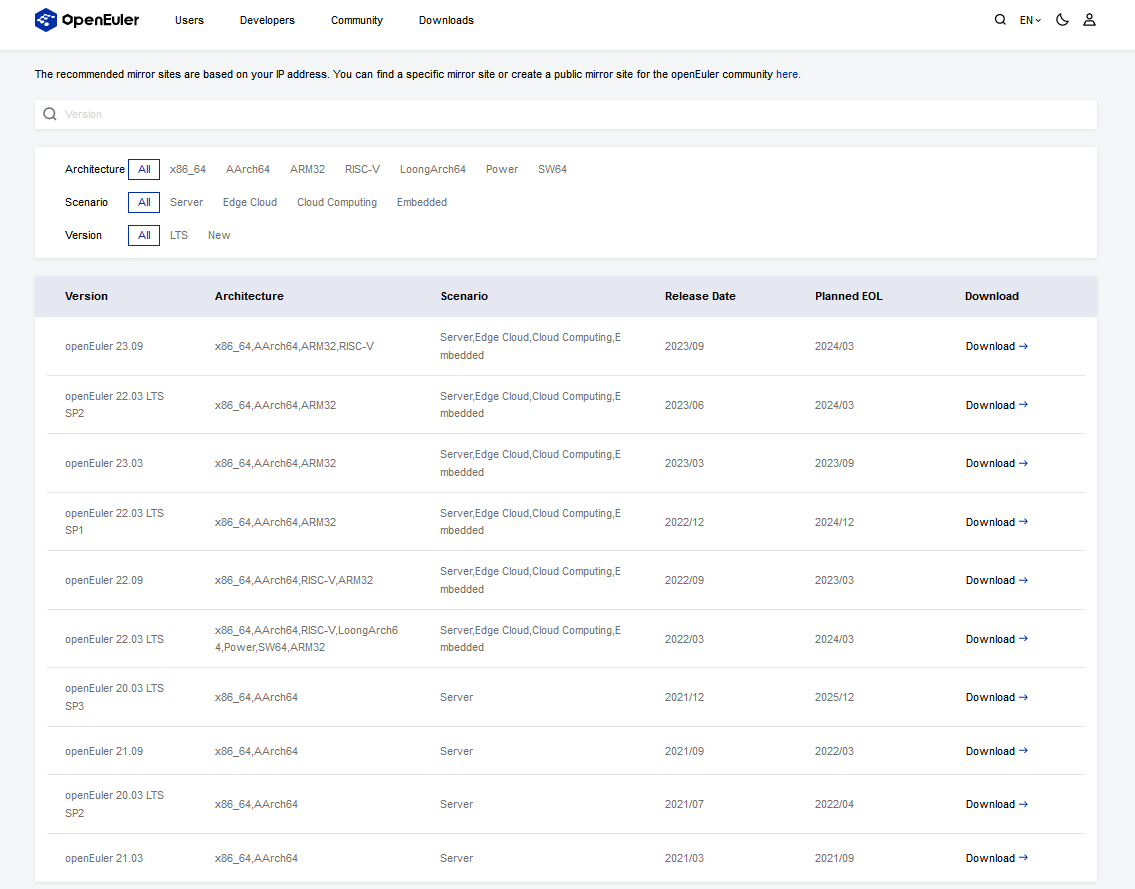 openEuler Users Developers Community Downloads EN
The recommended mirror sites are based on your IP address. You can find a specific mirror site or create a public mirror site for the openEuler community here.
Version
Architecture All x86_64 AArch64 ARM32 RISC-V LoongArch64 Power SW64
Scenario All Server Edge Cloud Cloud Computing Embedded
Version All LTS New
Version Architecture Scenario Release Date Planned EOL Download
openEuler 23.09 x86_64,AArch64,ARM32,RISC-V Server,Edge Cloud,Cloud Computing,E
mbedded 2023/09 2024/03 Download →
openEuler 22.03 LTS
SP2 x86_64,AArch64,ARM32 Server,Edge Cloud,Cloud Computing,E
mbedded 2023/06 2024/03 Download →
openEuler 23.03 x86_64,AArch64,ARM32 Server,Edge Cloud,Cloud Computing,E
mbedded 2023/03 2023/09 Download →
openEuler 22.03 LTS
SP1 x86_64,AArch64,ARM32 Server,Edge Cloud,Cloud Computing,E
mbedded 2022/12 2024/12 Download →
openEuler 22.09 x86_64,AArch64,RISC-V,ARM32 Server,Edge Cloud,Cloud Computing,E
mbedded 2022/09 2023/03 Download →
openEuler 22.03 LTS x86_64,AArch64,RISC-V,LoongArch6
4,Power,SW64,ARM32 Server,Edge Cloud,Cloud Computing,E
mbedded 2022/03 2024/03 Download →
openEuler 20.03 LTS
SP3 x86_64,AArch64 Server 2021/12 2025/12 Download →
openEuler 21.09 x86_64,AArch64 Server 2021/09 2022/03 Download →
openEuler 20.03 LTS
SP2 x86_64,AArch64 Server 2021/07 2022/04 Download →
openEuler 21.03 x86_64,AArch64 Server 2021/03 2021/09 Download →